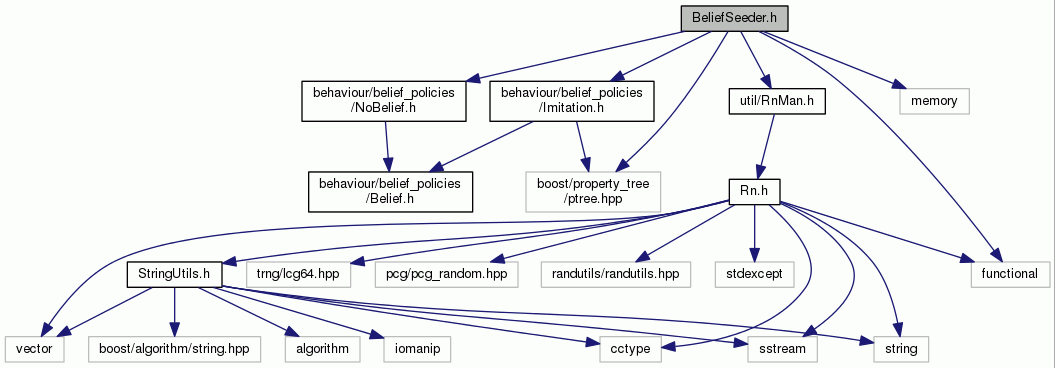 BeliefSeeder.h
behaviour/belief_policies
/NoBelief.h
behaviour/belief_policies
/Imitation.h
util/RnMan.h
memory
behaviour/belief_policies
/Belief.h
boost/property_tree
/ptree.hpp
Rn.h
StringUtils.h
trng/lcg64.hpp
pcg/pcg_random.hpp
randutils/randutils.hpp
stdexcept
functional
vector
boost/algorithm/string.hpp
algorithm
iomanip
cctype
sstream
string